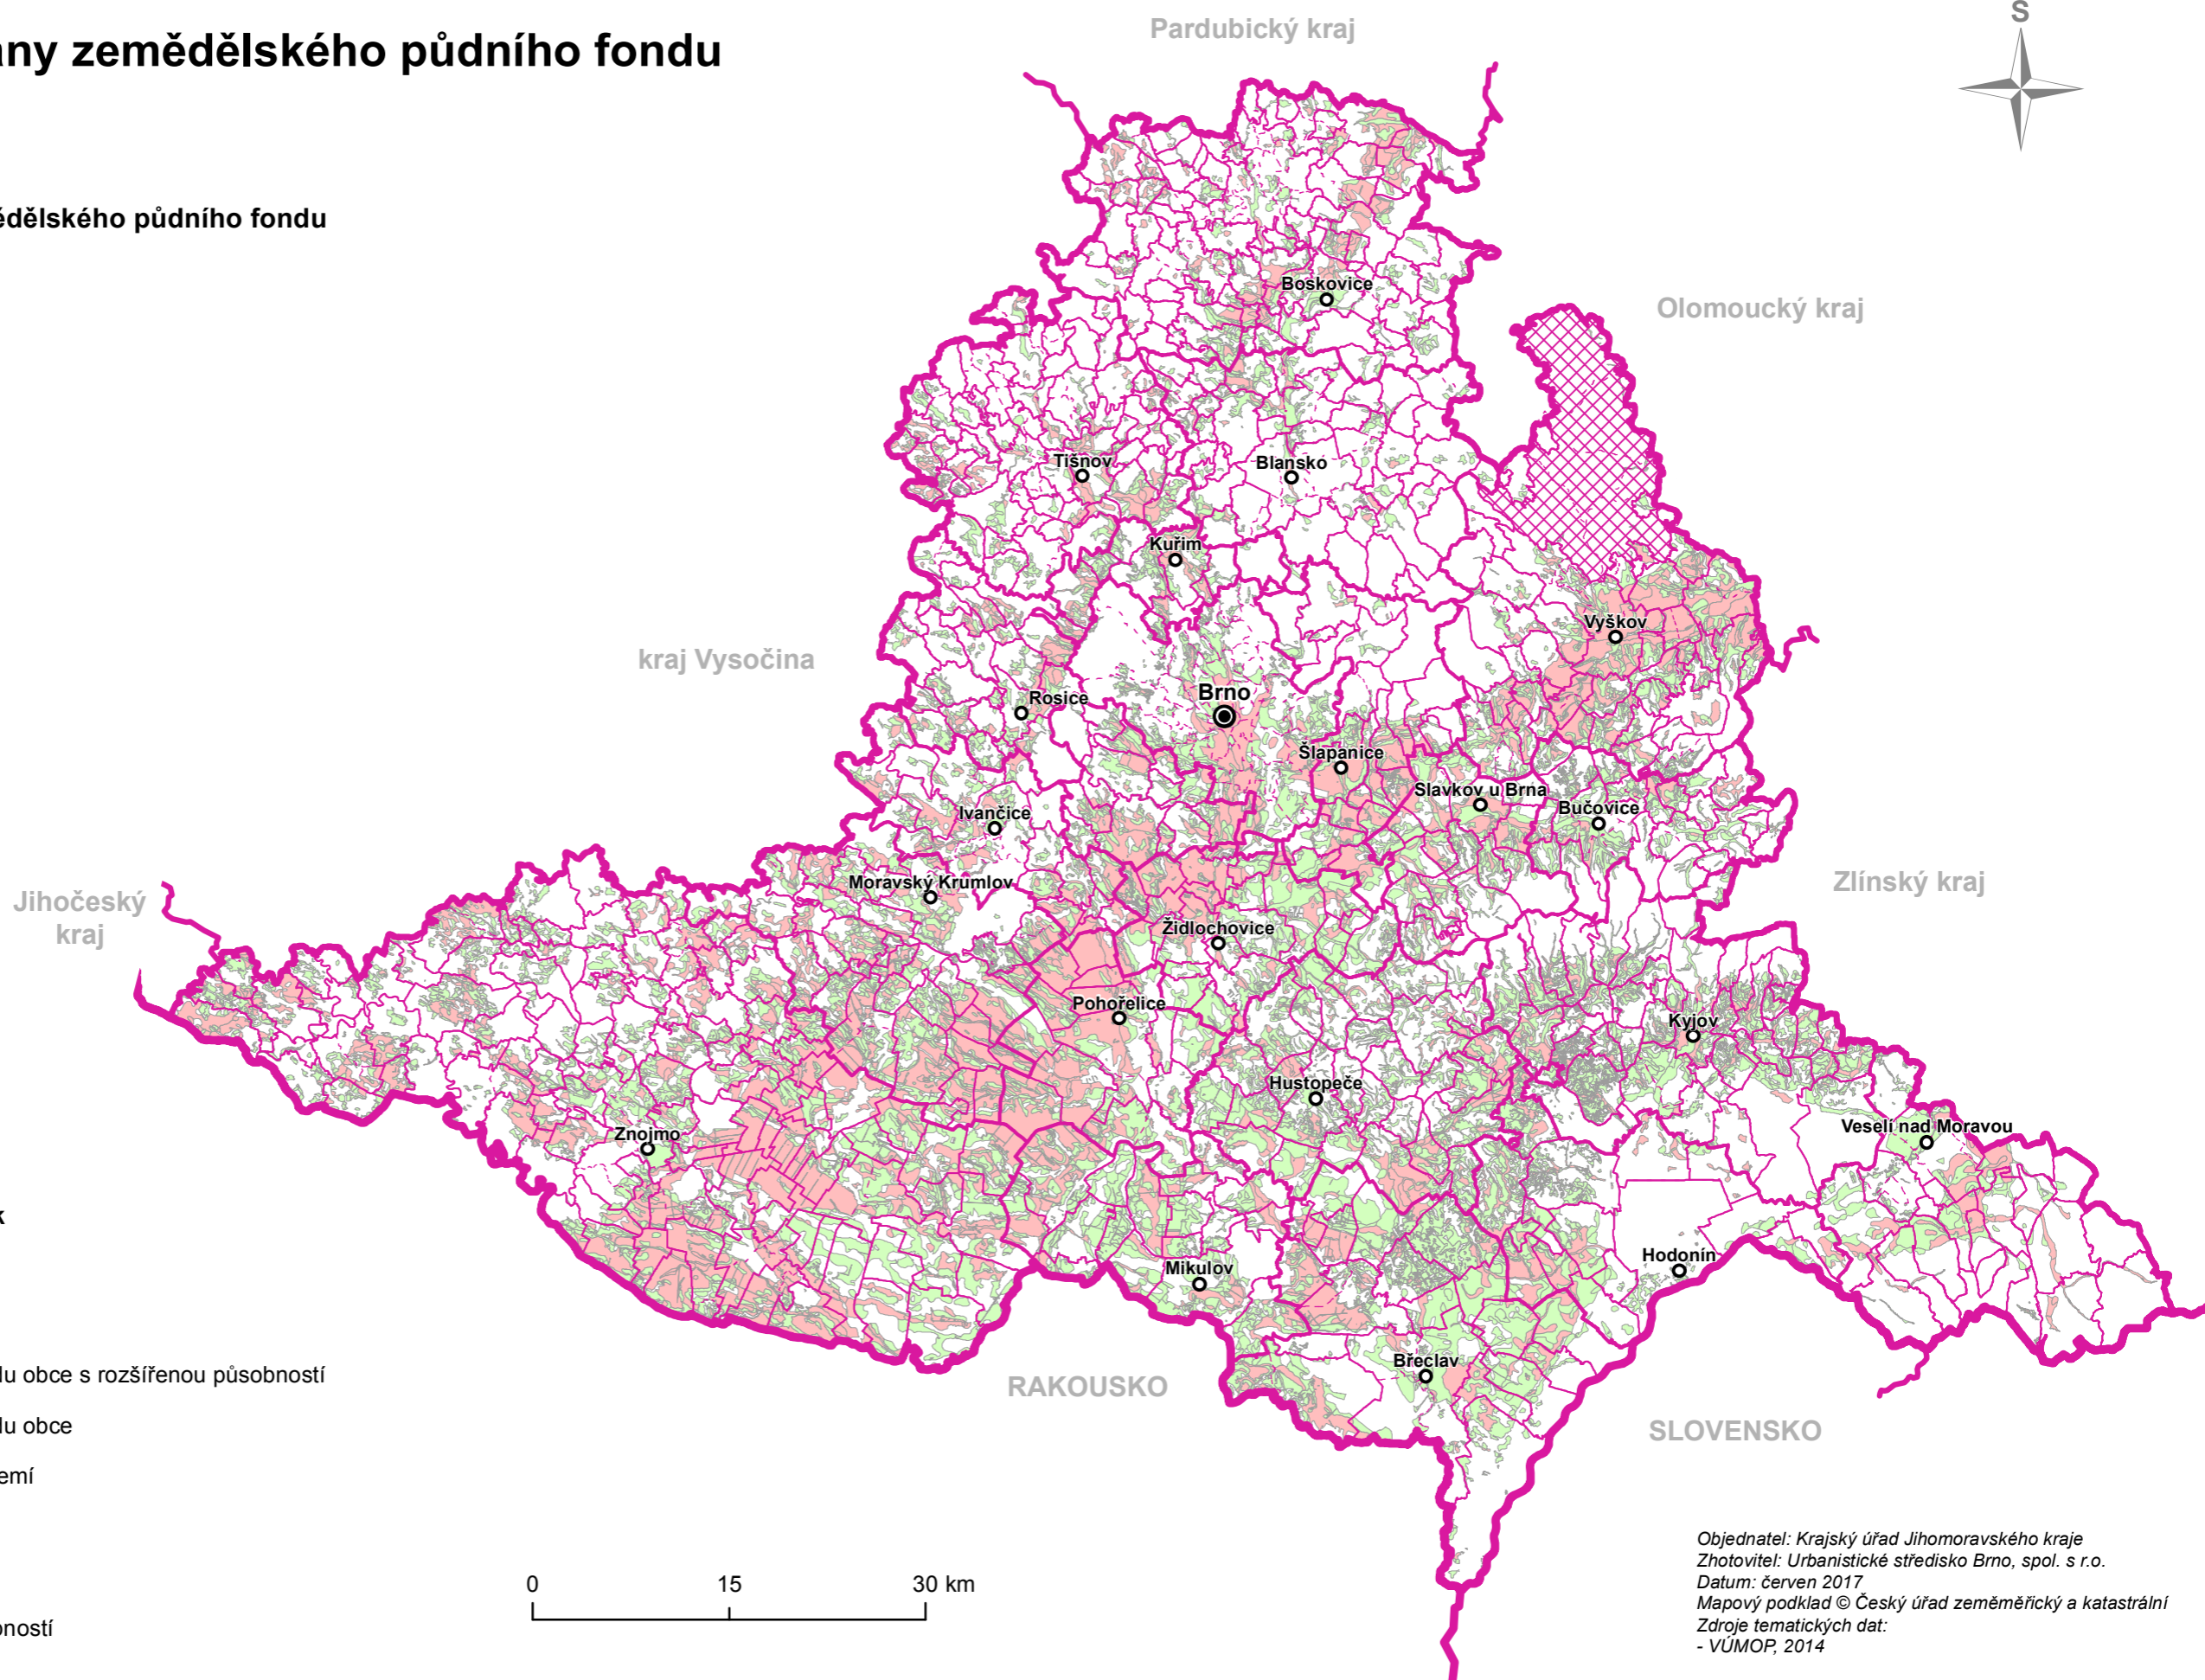 any zemědělského půdního fondu
ědělského půdního fondu
Pardubický kraj
S
Olomoucký kraj
kraj Vysočina
Jihočeský
kraj
Zlínský kraj
RAKOUSKO
SLOVENSKO
Boskovice
Tišnov
Blansko
Kuřim
Vyškov
Rosice
Brno
Šlapanice
Slavkov u Brna
Bučovice
Ivančice
Moravský Krumlov
Židlochovice
Pohořelice
Kyjov
Hustopeče
Znojmo
Veselí nad Moravou
Hodonín
Mikulov
Břeclav
k
du obce s rozšířenou působností
du obce
emí
bností
0 15 30 km
Objednatel: Krajský úřad Jihomoravského kraje
Zhotovitel: Urbanistické středisko Brno, spol. s r.o.
Datum: červen 2017
Mapový podklad © Český úřad zeměměřický a katastrální
Zdroje tematických dat:
- VÚMOP, 2014